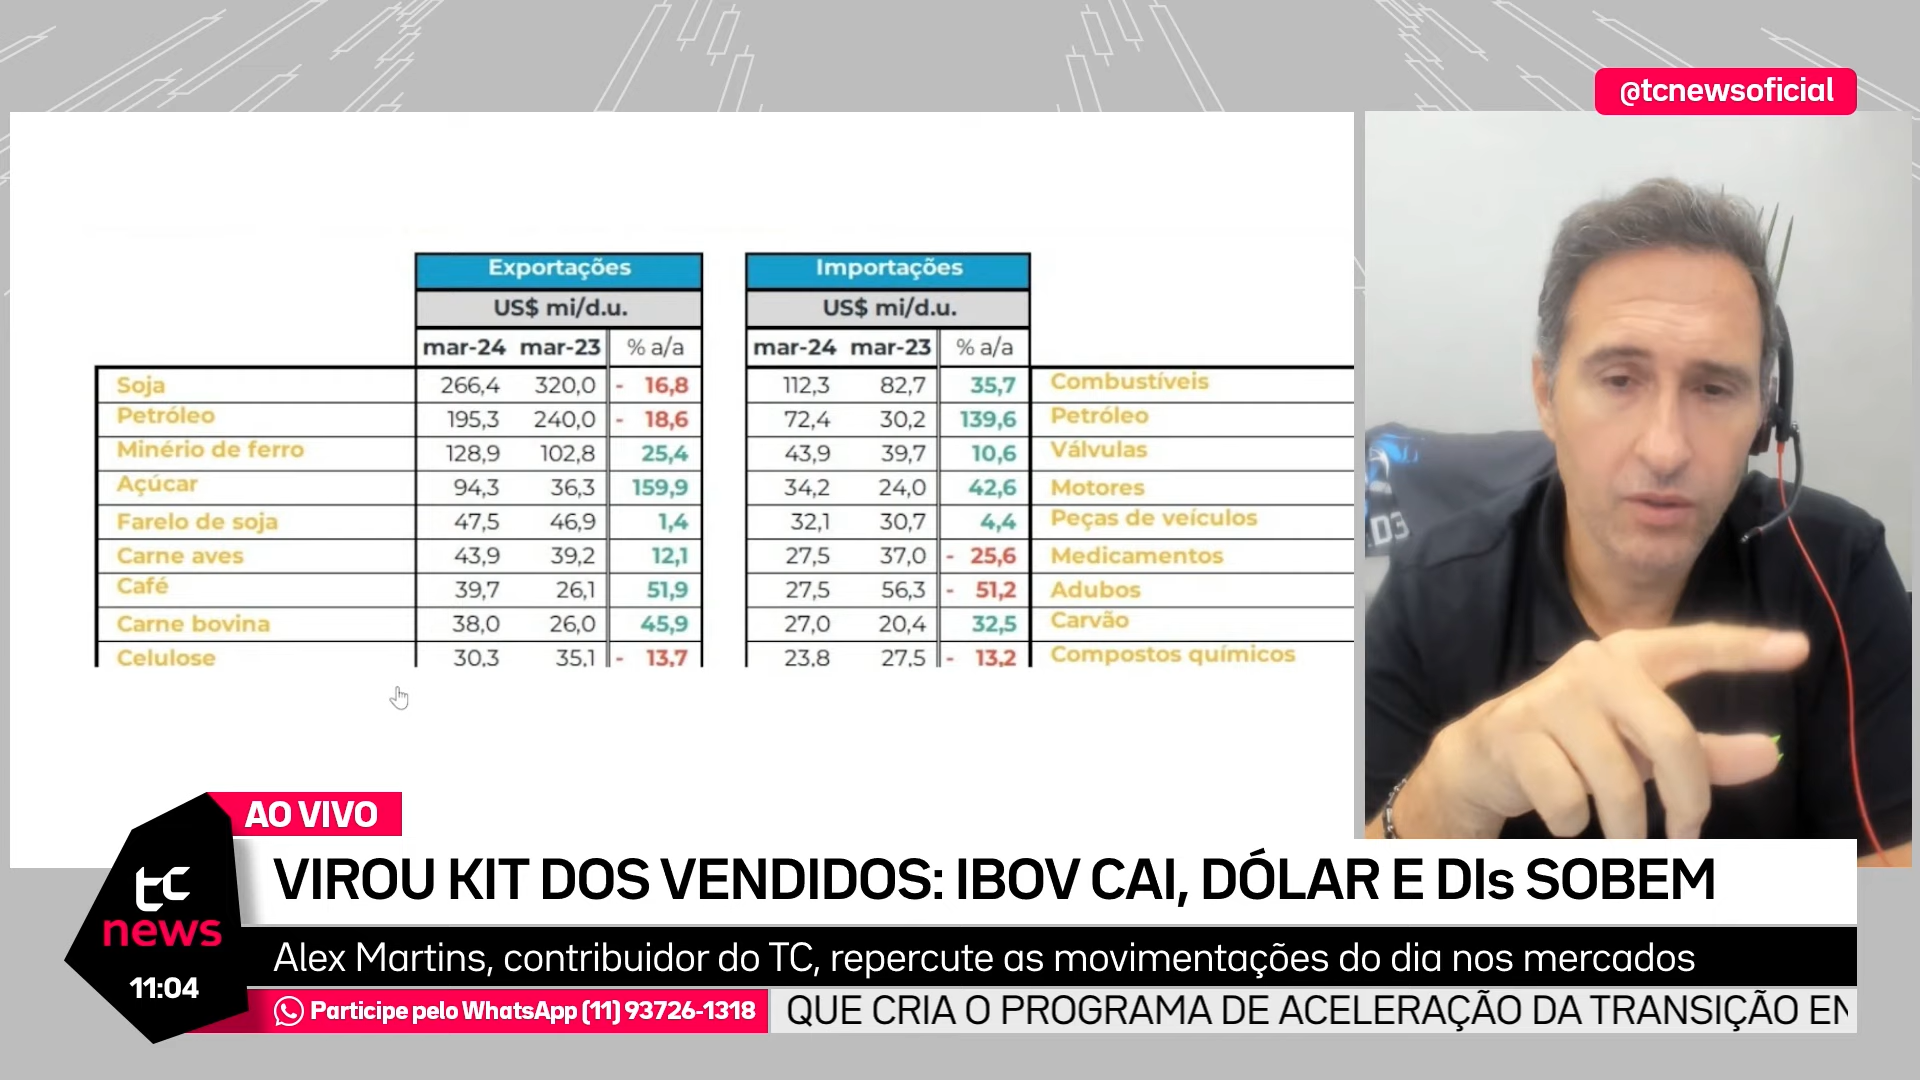 @tcnewsoficial
Exportações Importações
US$ mi/d.u. US$ mi/d.u.
mar-24 mar-23 % a/a mar-24 mar-23 % a/a
Soja 266,4 320,0 - 16,8 112,3 82,7 35,7 Combustíveis
Petróleo 195,3 240,0 - 18,6 72,4 30,2 139,6 Petróleo
Minério de ferro 128,9 102,8 25,4 43,9 39,7 10,6 Válvulas
Açúcar 94,3 36,3 159,9 34,2 24,0 42,6 Motores
Farelo de soja 47,5 46,9 1,4 32,1 30,7 4,4 Peças de veículos
Carne aves 43,9 39,2 12,1 27,5 37,0 - 25,6 Medicamentos
Café 39,7 26,1 51,9 27,5 56,3 - 51,2 Adubos
Carne bovina 38,0 26,0 45,9 27,0 20,4 32,5 Carvão
Celulose 30,3 35,1 - 13,7 23,8 27,5 - 13,2 Compostos químicos
D3
AO VIVO
VIROU KIT DOS VENDIDOS: IBOV CAI, DÓLAR E DIs SOBEM
tc
news
11:04
Alex Martins, contribuidor do TC, repercute as movimentações do dia nos mercados
Participe pelo WhatsApp (11) 93726-1318
QUE CRIA O PROGRAMA DE ACELERAÇÃO DA TRANSIÇÃO EN